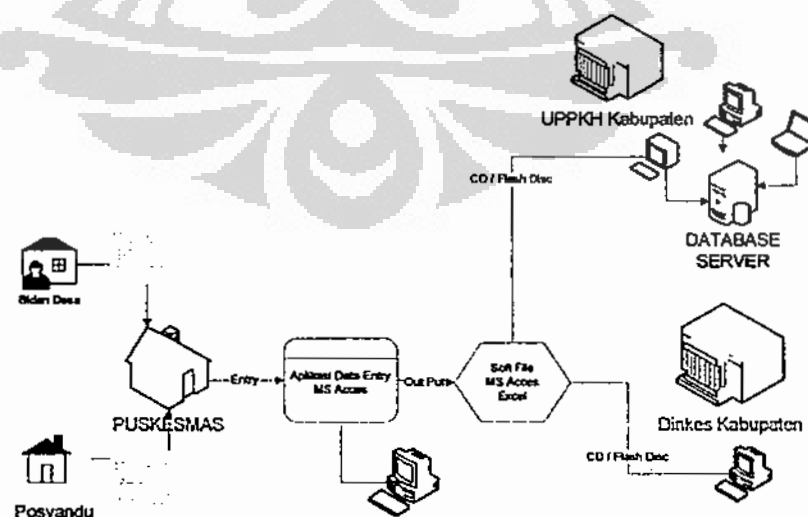 UPPKH Kabupaten
CD / Flash Disc
DATABASE
SERVER
Bidan Desa
PUSKESMAS
Entry
Aplikasi Data Entry
MS Acces
Out Put
Soft File
MS Acces
Excel
Dinkes Kabupaten
CD / Flash Disc
Posyandu